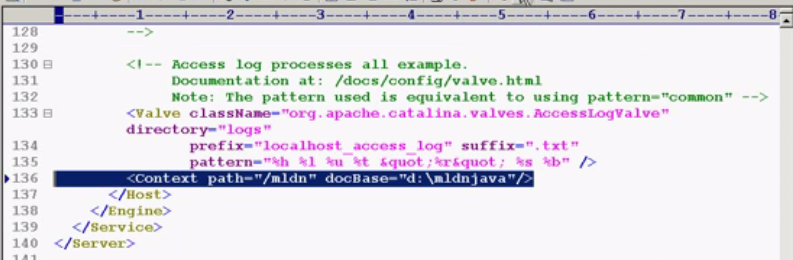 ----+----1----+----2----+----3----+----4----+----5----+----6----+----7----+----8
128 -->
129
130 <!-- Access log processes all example.
131 Documentation at: /docs/config/valve.html
132 Note: The pattern used is equivalent to using pattern="common" -->
133 <Valve className="org.apache.catalina.valves.AccessLogValve"
directory="logs"
134 prefix="localhost_access_log" suffix=".txt"
135 pattern="%h %l %u %t &quot;%r&quot; %s %b" />
136 <Context path="/mldn" docBase="d:\mldnjava"/>
137 </Host>
138 </Engine>
139 </Service>
140 </Server>
141